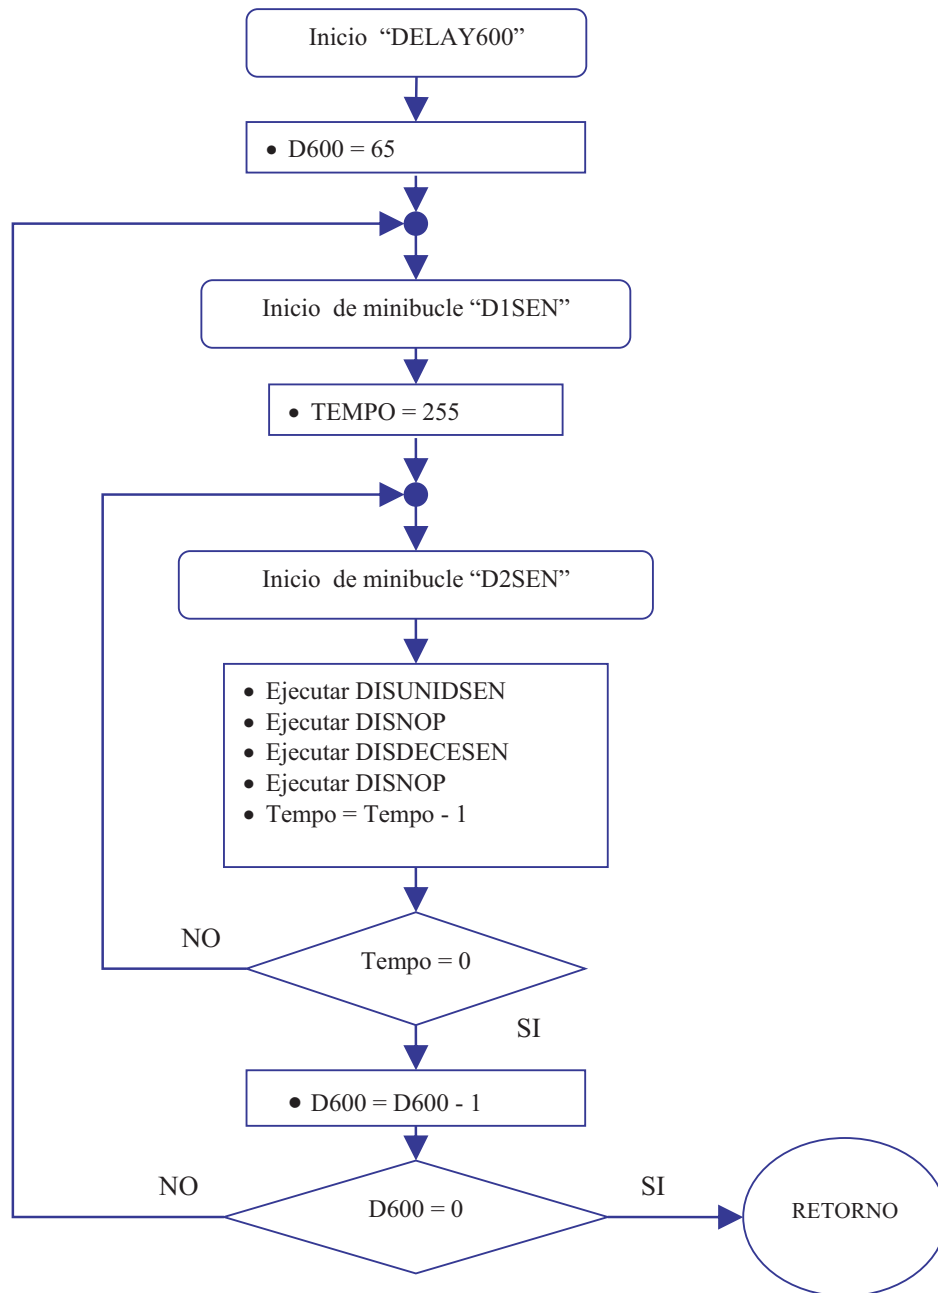 Inicio “DELAY600”
• D600 = 65
Inicio de minibucle “D1SEN”
• TEMPO = 255
Inicio de minibucle “D2SEN”
• Ejecutar DISUNIDSEN
• Ejecutar DISNOP
• Ejecutar DISDECESEN
• Ejecutar DISNOP
• Tempo = Tempo - 1
NO
Tempo = 0
SI
• D600 = D600 - 1
NO
D600 = 0
SI
RETORNO